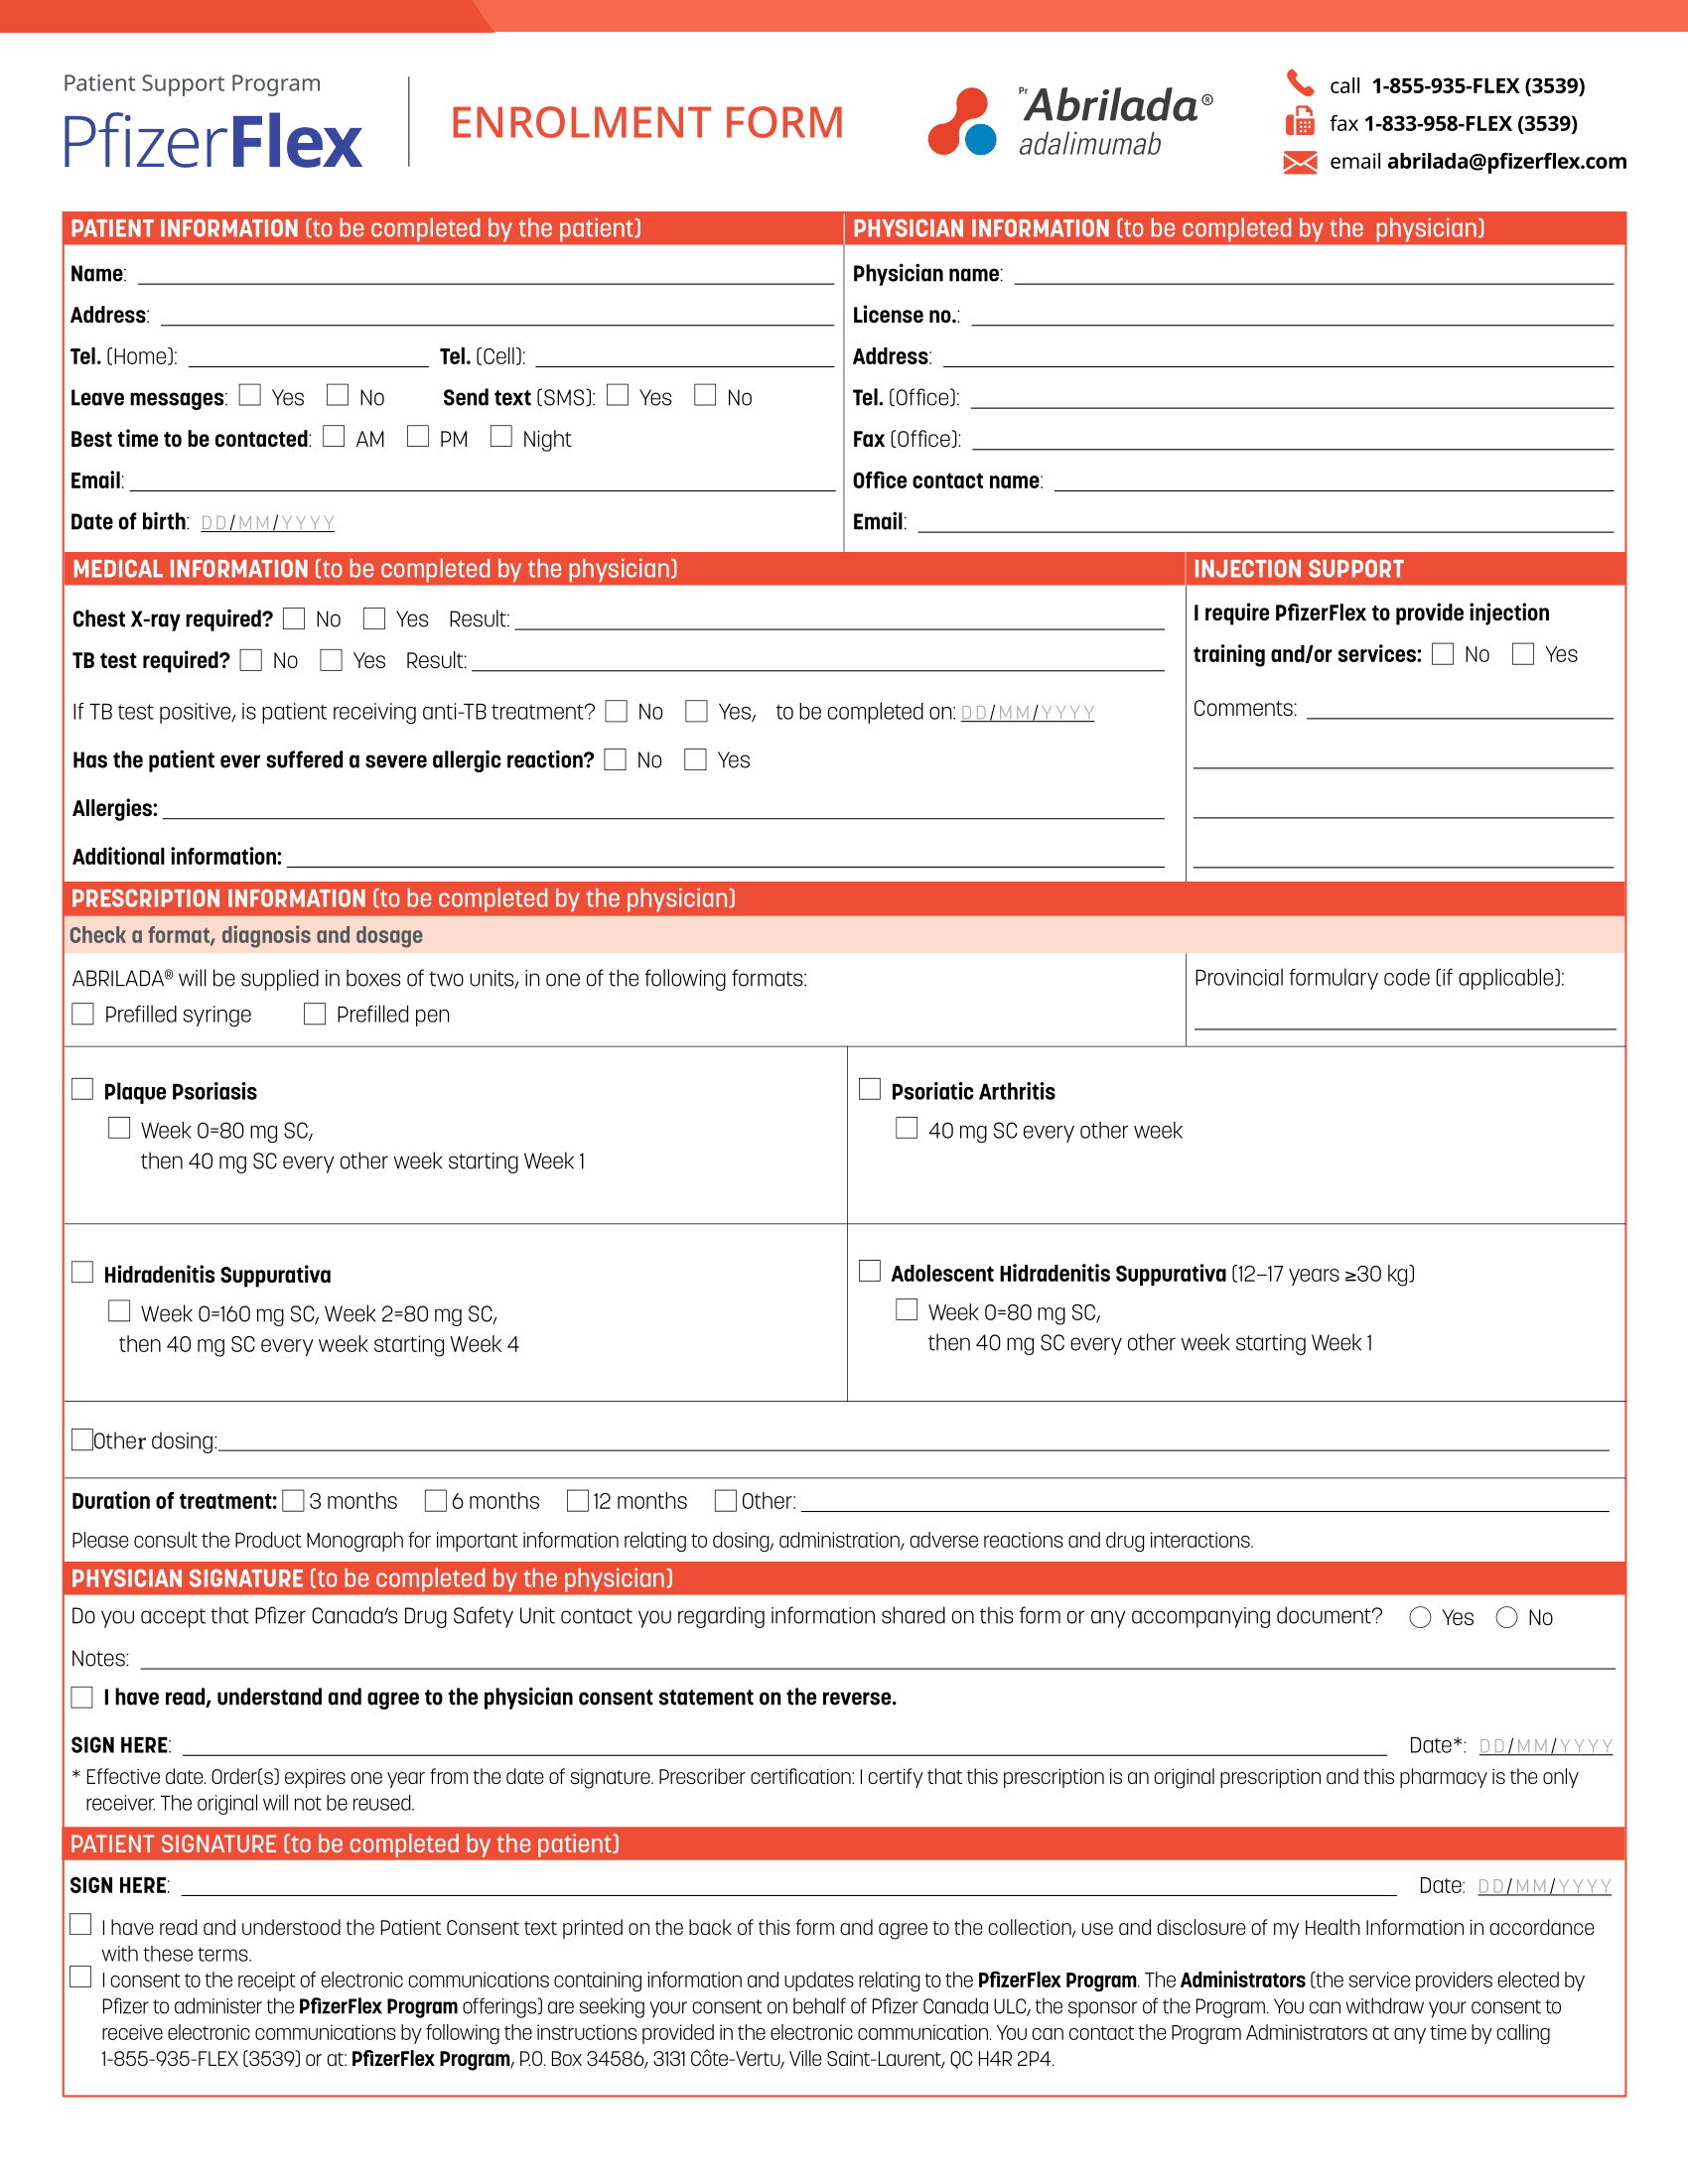 Patient Support Program
PfizerFlex
ENROLMENT FORM
Pr Abrilada®
adalimumab
call 1-855-935-FLEX (3539)
fax 1-833-958-FLEX (3539)
email abrilada@pfizerflex.com
PATIENT INFORMATION (to be completed by the patient)
Name:
Address:
Tel. (Home): Tel. (Cell):
Leave messages: Yes No Send text (SMS): Yes No
Best time to be contacted: AM PM Night
Email:
Date of birth: DD/MM/YYYY
PHYSICIAN INFORMATION (to be completed by the physician)
Physician name:
License no.:
Address:
Tel. (Office):
Fax (Office):
Office contact name:
Email:
MEDICAL INFORMATION (to be completed by the physician)
Chest X-ray required? No Yes Result:
TB test required? No Yes Result:
If TB test positive, is patient receiving anti-TB treatment? No Yes, to be completed on: DD/MM/YYYY
Has the patient ever suffered a severe allergic reaction? No Yes
Allergies:
Additional information:
INJECTION SUPPORT
I require PfizerFlex to provide injection
training and/or services: No Yes
Comments:
PRESCRIPTION INFORMATION (to be completed by the physician)
Check a format, diagnosis and dosage
ABRILADA® will be supplied in boxes of two units, in one of the following formats:
Prefilled syringe Prefilled pen
Provincial formulary code (if applicable):
Plaque Psoriasis
Week 0=80 mg SC,
then 40 mg SC every other week starting Week 1
Psoriatic Arthritis
40 mg SC every other week
Hidradenitis Suppurativa
Week 0=160 mg SC, Week 2=80 mg SC,
then 40 mg SC every week starting Week 4
Adolescent Hidradenitis Suppurativa (12–17 years ≥30 kg)
Week 0=80 mg SC,
then 40 mg SC every other week starting Week 1
Other dosing:
Duration of treatment: 3 months 6 months 12 months Other:
Please consult the Product Monograph for important information relating to dosing, administration, adverse reactions and drug interactions.
PHYSICIAN SIGNATURE (to be completed by the physician)
Do you accept that Pfizer Canada's Drug Safety Unit contact you regarding information shared on this form or any accompanying document? Yes No
Notes:
I have read, understand and agree to the physician consent statement on the reverse.
SIGN HERE: Date*: DD/MM/YYYY
* Effective date. Order(s) expires one year from the date of signature. Prescriber certification: I certify that this prescription is an original prescription and this pharmacy is the only
receiver. The original will not be reused.
PATIENT SIGNATURE (to be completed by the patient)
SIGN HERE: Date: DD/MM/YYYY
I have read and understood the Patient Consent text printed on the back of this form and agree to the collection, use and disclosure of my Health Information in accordance
with these terms.
I consent to the receipt of electronic communications containing information and updates relating to the PfizerFlex Program. The Administrators (the service providers elected by
Pfizer to administer the PfizerFlex Program offerings) are seeking your consent on behalf of Pfizer Canada ULC, the sponsor of the Program. You can withdraw your consent to
receive electronic communications by following the instructions provided in the electronic communication. You can contact the Program Administrators at any time by calling
1-855-935-FLEX (3539) or at: PfizerFlex Program, P.O. Box 34586, 3131 Côte-Vertu, Ville Saint-Laurent, QC H4R 2P4.